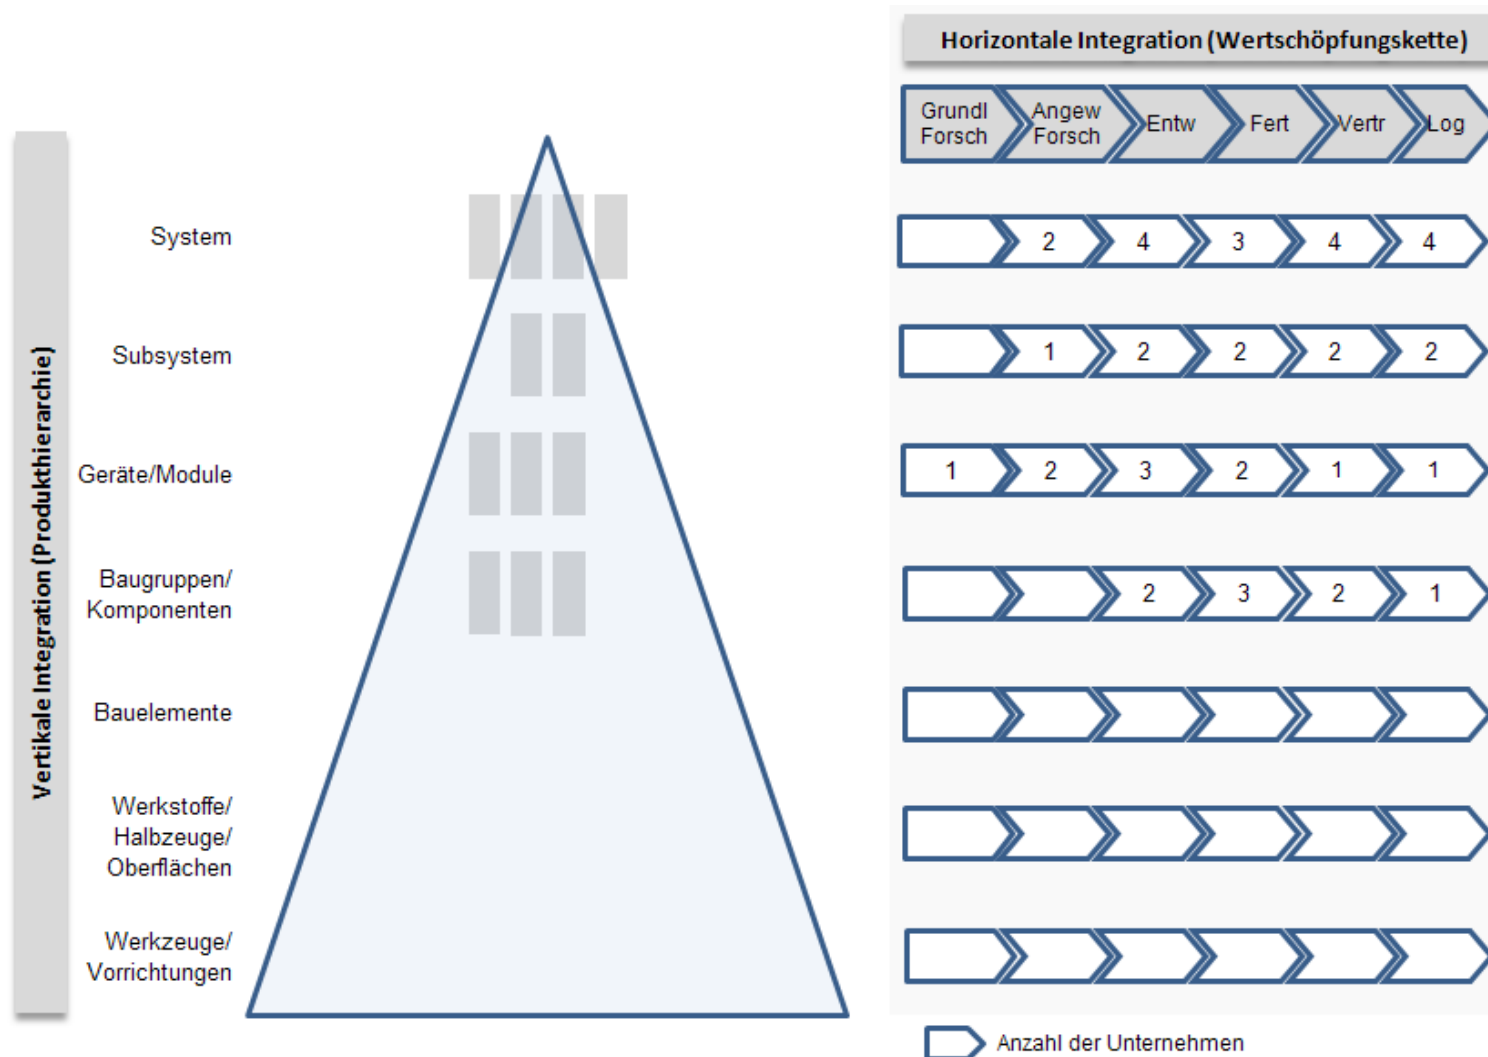 Horizontale Integration (Wertschöpfungskette)
Grundl
Forsch
Angew
Forsch
Entw
Fert
Vertr
Log
Vertikale Integration (Produkthierarchie)
System
2 4 3 4 4
Subsystem
1 2 2 2 2
Geräte/Module
1 2 3 2 1 1
Baugruppen/
Komponenten
2 3 2 1
Bauelemente
Werkstoffe/
Halbzeuge/
Oberflächen
Werkzeuge/
Vorrichtungen
Anzahl der Unternehmen